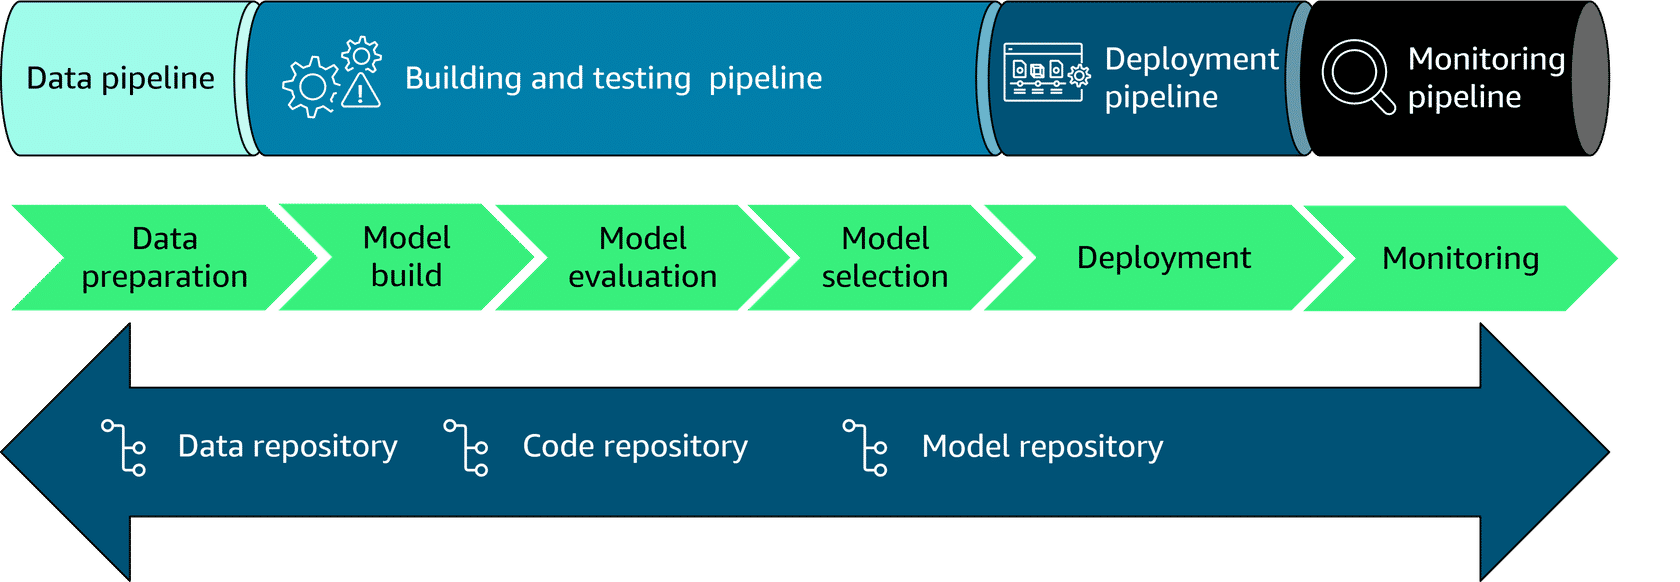 Data pipeline
Building and testing  pipeline
Deployment
pipeline
Monitoring
pipeline
Data
preparation
Model
build
Model
evaluation
Model
selection
Deployment
Monitoring
Data repository
Code repository
Model repository